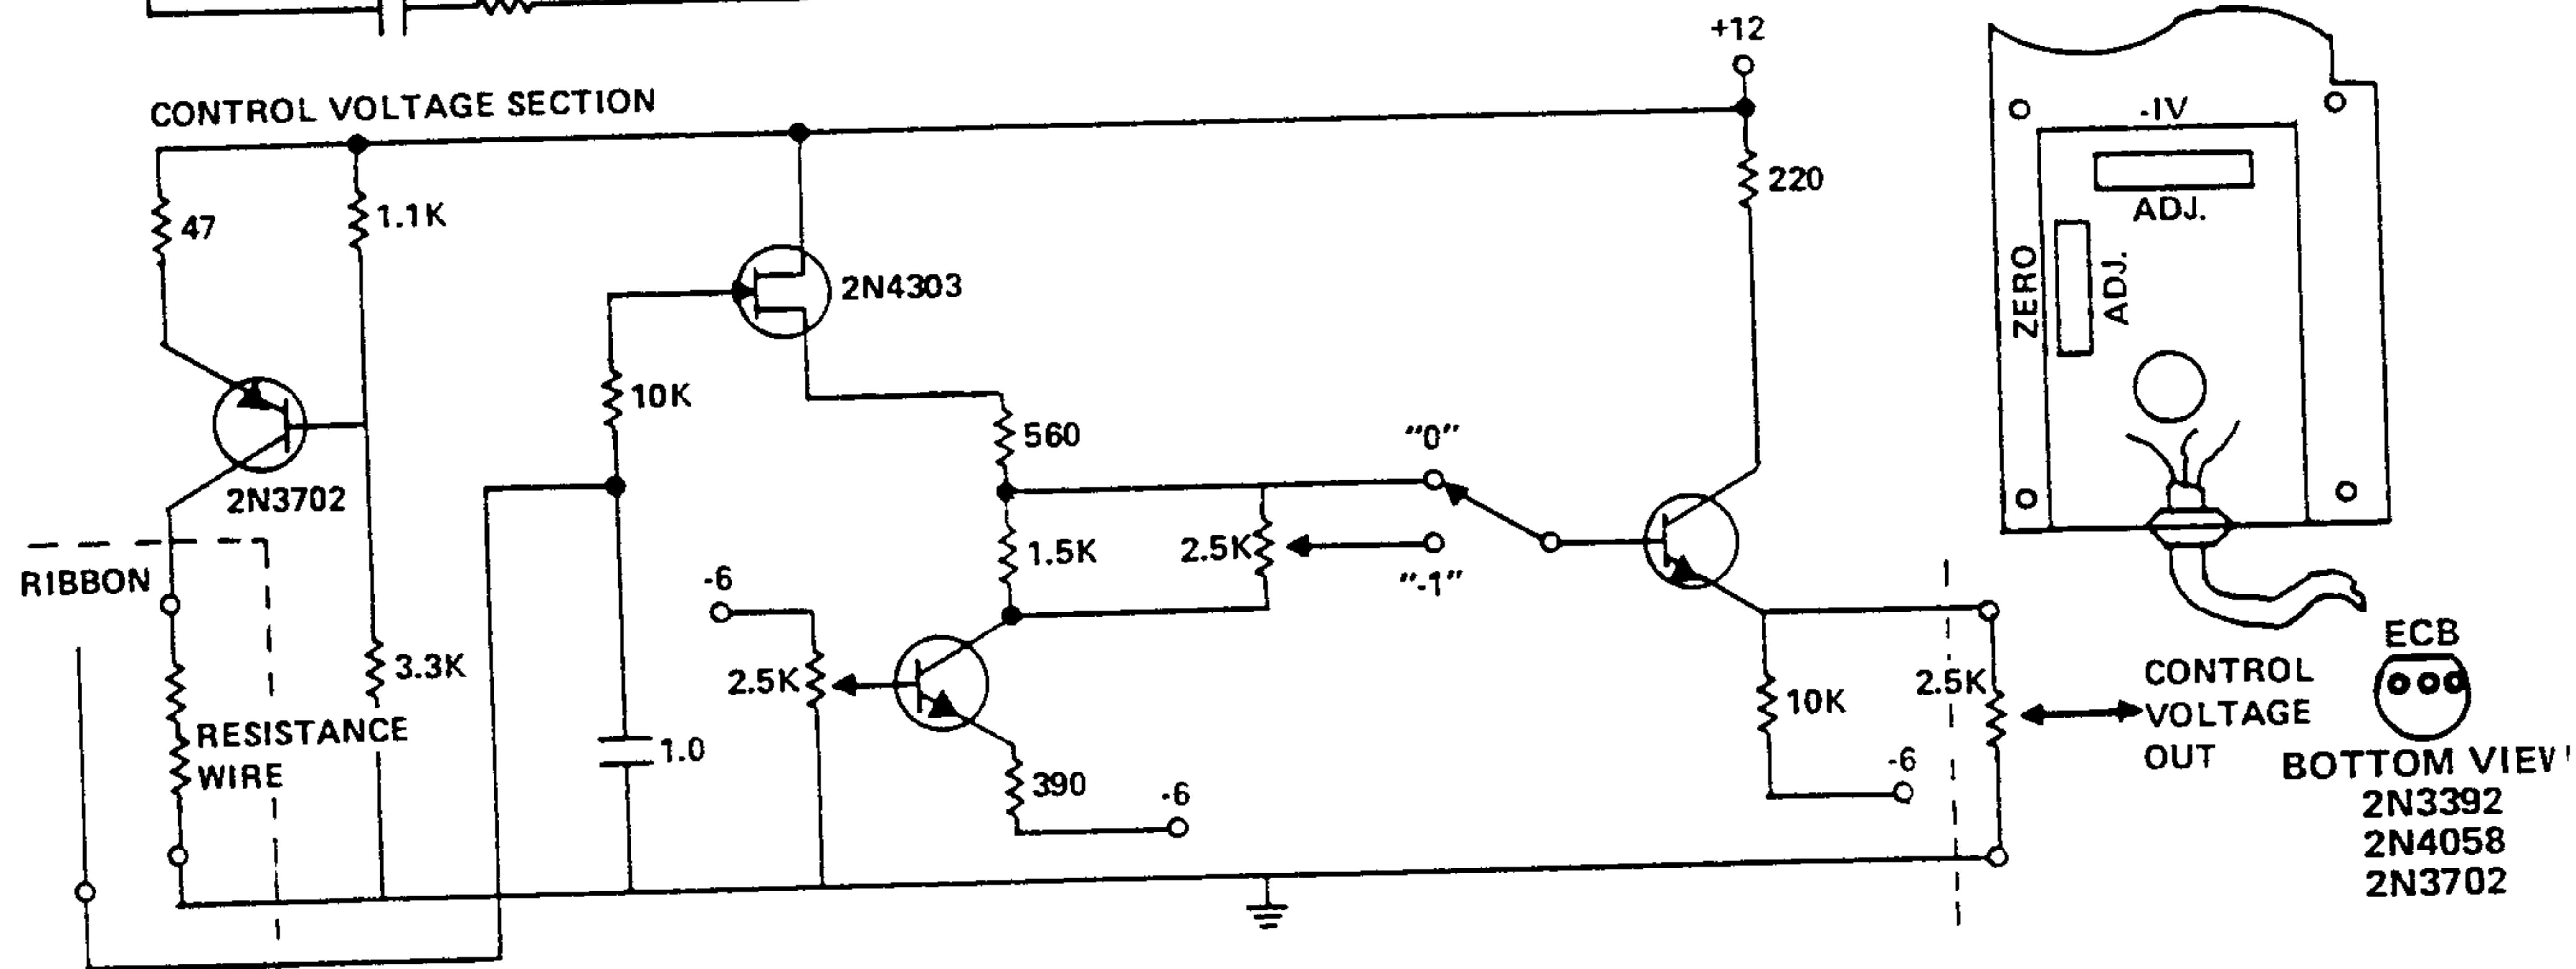 +12
CONTROL VOLTAGE SECTION
47
1.1K
220
-IV
ADJ.
ZERO
ADJ.
2N4303
10K
560
"0"
2N3702
RIBBON
1.5K
2.5K
"-1"
-6
3.3K
2.5K
RESISTANCE
WIRE
1.0
390
-6
10K
-6
2.5K
CONTROL
VOLTAGE
OUT
ECB
BOTTOM VIEW
2N3392
2N4058
2N3702